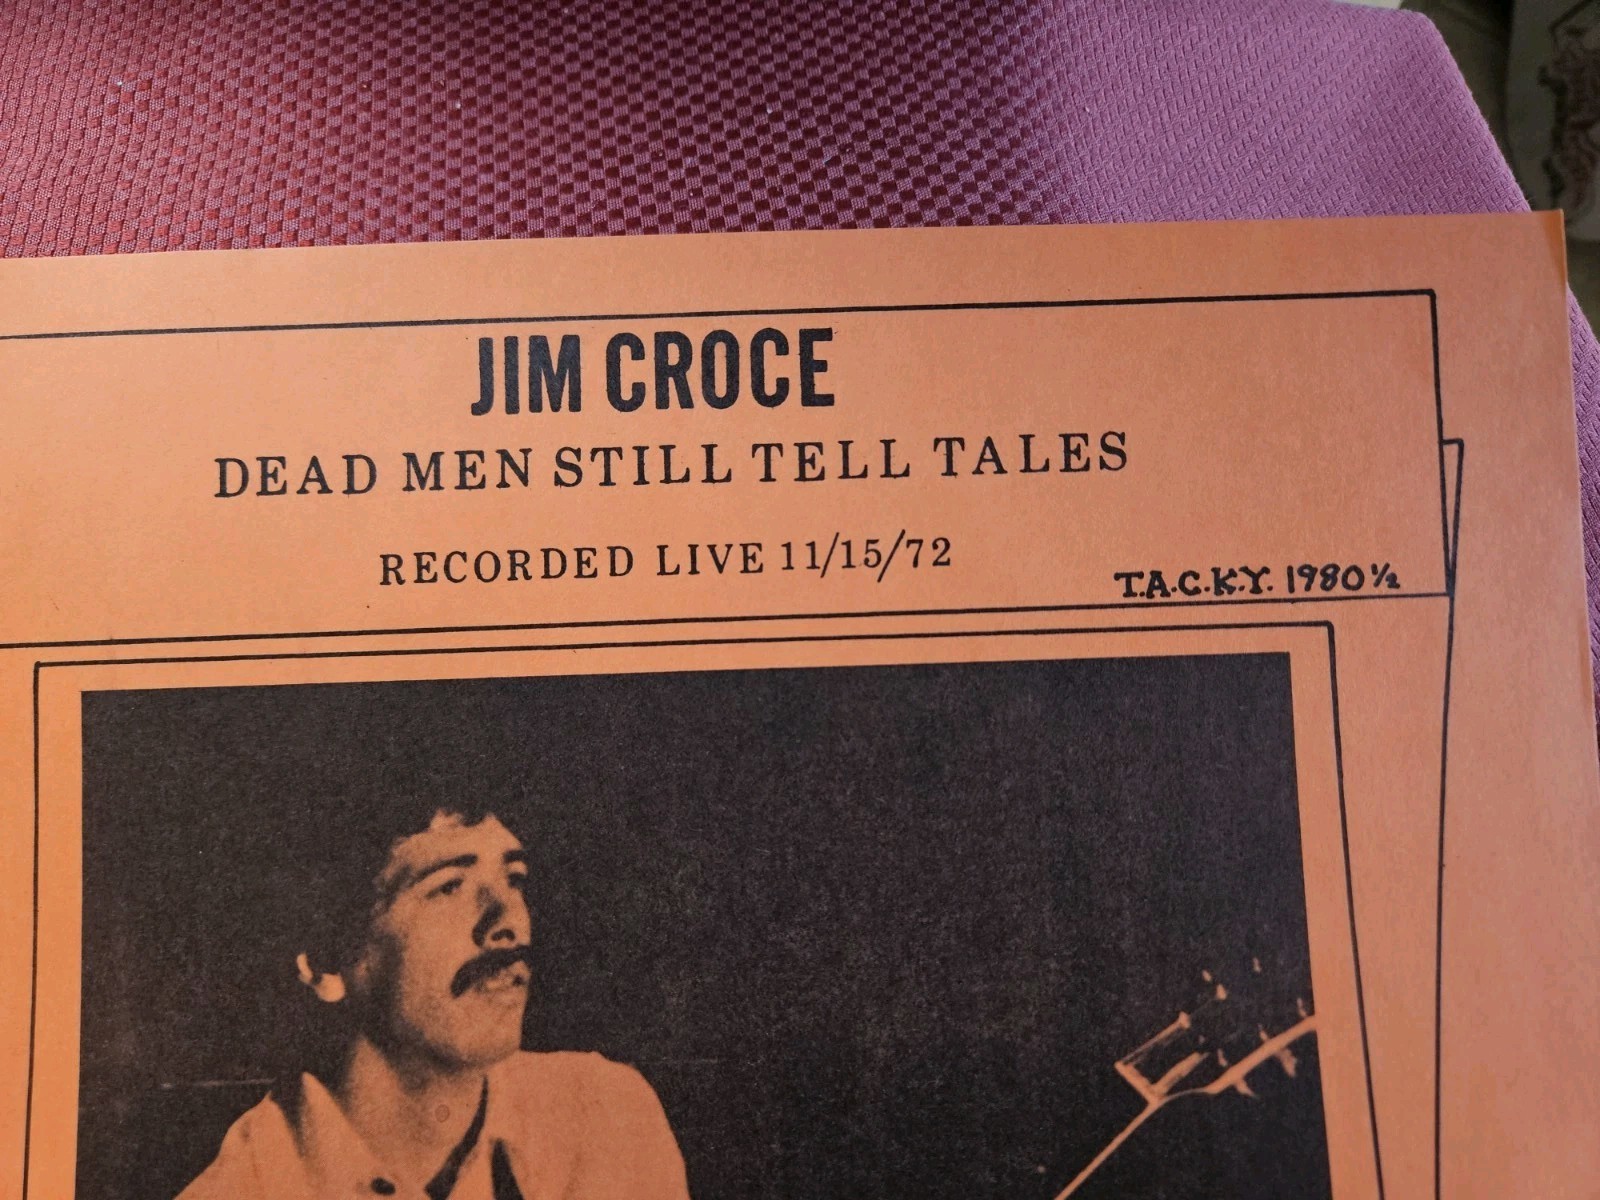 JIM CROCE
DEAD MEN STILL TELL TALES
RECORDED LIVE 11/15/72
T.A.C.K.Y. 1980½